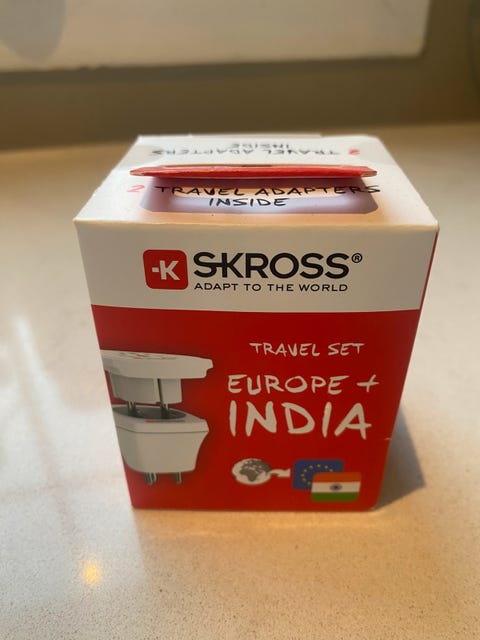 2 TRAVEL ADAPTERS
INSIDE
2 TRAVEL ADAPTERS
INSIDE
-K SKROSS®
ADAPT TO THE WORLD
TRAVEL SET
EUROPE +
INDIA